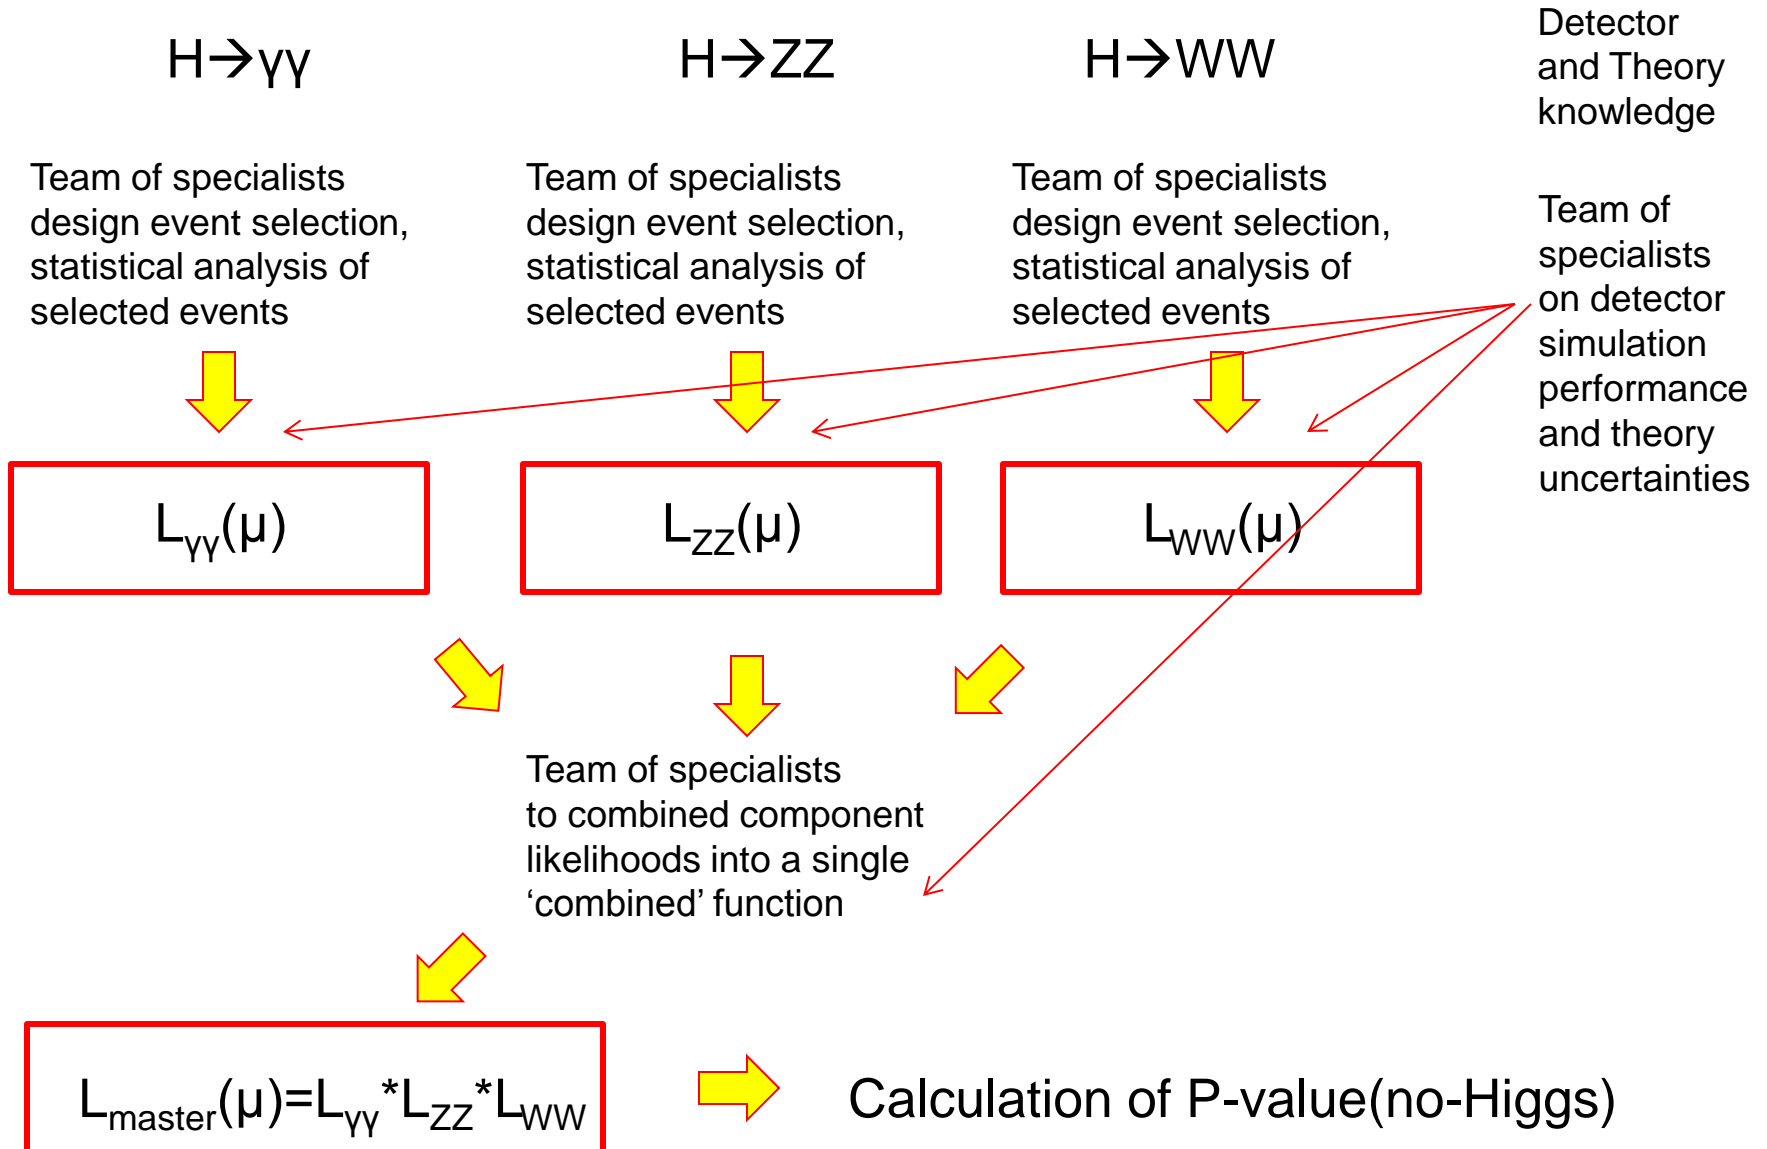 H→γγ
H→ZZ
H→WW
Detector
and Theory
knowledge
Team of specialists
design event selection,
statistical analysis of
selected events
Team of specialists
design event selection,
statistical analysis of
selected events
Team of specialists
design event selection,
statistical analysis of
selected events
Team of
specialists
on detector
simulation
performance
and theory
uncertainties
Lγγ(μ)
LZZ(μ)
LWW(μ)
Team of specialists
to combined component
likelihoods into a single
‘combined’ function
Lmaster(μ)=Lγγ*LZZ*LWW
Calculation of P-value(no-Higgs)